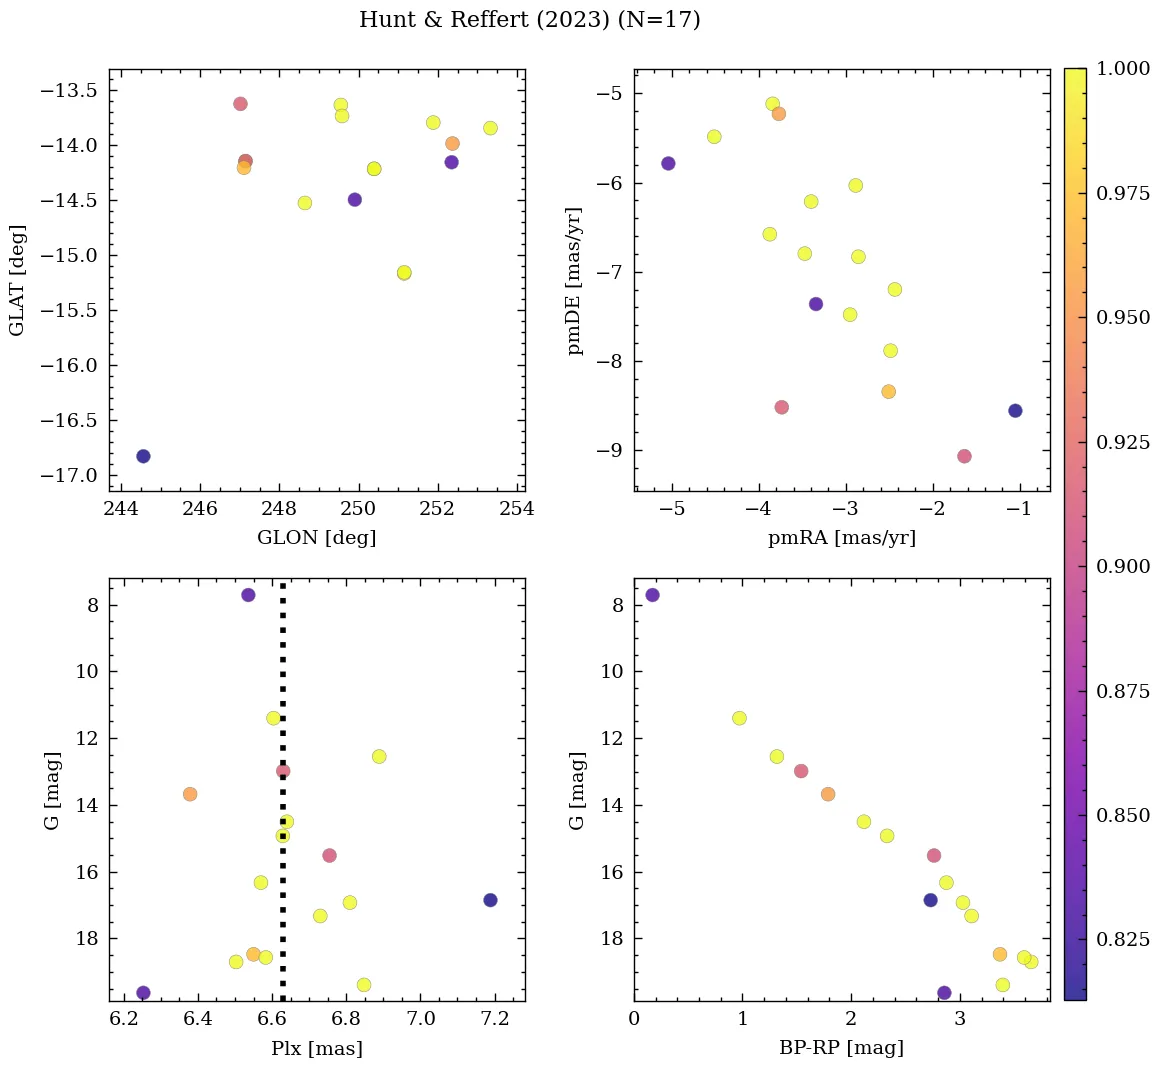 Hunt & Reffert (2023) (N=17)
−13.5
−14.0
−14.5
−15.0
−15.5
−16.0
−16.5
−17.0
GLAT [deg]
244 246 248 250 252 254
GLON [deg]
−5
−6
−7
−8
−9
pmDE [mas/yr]
−5 −4 −3 −2 −1
pmRA [mas/yr]
8
10
12
14
16
18
G [mag]
6.2 6.4 6.6 6.8 7.0 7.2
Plx [mas]
8
10
12
14
16
18
G [mag]
0 1 2 3
BP-RP [mag]
1.000
0.975
0.950
0.925
0.900
0.875
0.850
0.825